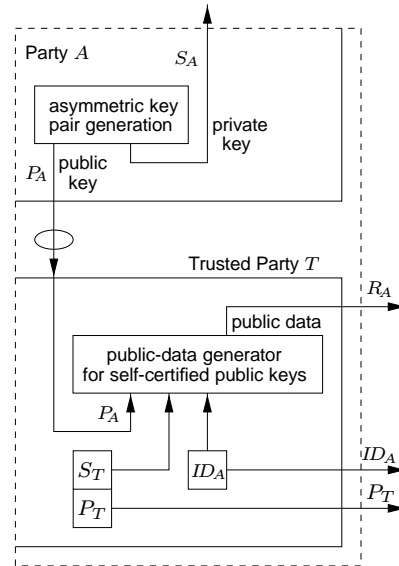 Party A
S_A
asymmetric key
pair generation
private
key
P_A
public
key
Trusted Party T
R_A
public data
public-data generator
for self-certified public keys
P_A
S_T
ID_A
ID_A
P_T
P_T